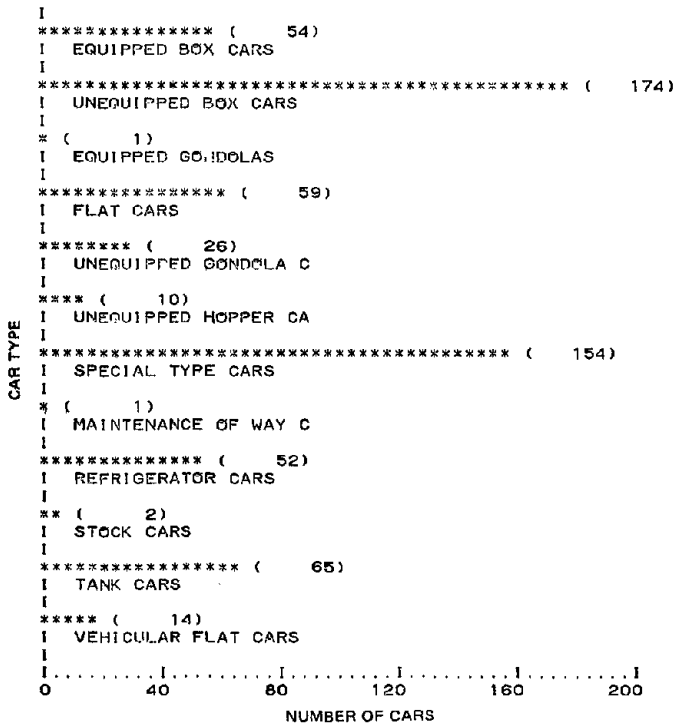 I
*************** ( 54)
I EQUIPPED BOX CARS
I
********************************************* ( 174)
I UNEQUIPPED BOX CARS
I
* ( 1)
I EQUIPPED GONDOLAS
I
**************** ( 59)
I FLAT CARS
I
******** ( 26)
I UNEQUIPPED GONDOLA C
I
**** ( 10)
I UNEQUIPPED HOPPER CA
I
**************************************** ( 154)
I SPECIAL TYPE CARS
I
* ( 1)
I MAINTENANCE OF WAY C
I
************** ( 52)
I REFRIGERATOR CARS
I
** ( 2)
I STOCK CARS
I
***************** ( 65)
I TANK CARS
I
***** ( 14)
I VEHICULAR FLAT CARS
I
I.........I.........I.........I.........I.........I
0 40 80 120 160 200
NUMBER OF CARS
CAR TYPE